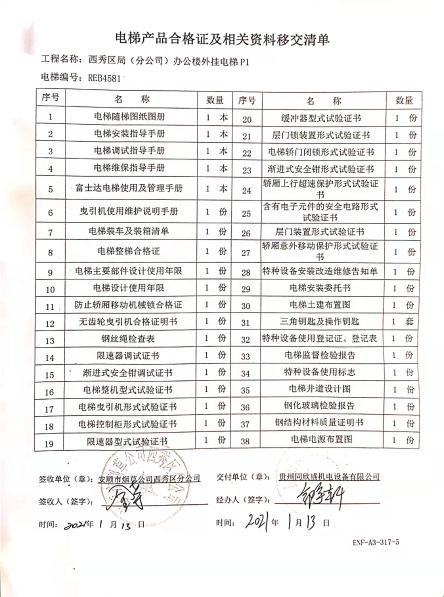 电梯产品合格证及相关资料移交清单
工程名称：西秀区局（分公司）办公楼外挂电梯P1
电梯编号：REB4581
序号 名 称 数量 序号 名 称 数量
1 电梯随梯图纸图册 1 本 20 缓冲器型式试验证书 1 份
2 电梯安装指导手册 1 本 21 层门锁装置形式试验证书 1 份
3 电梯调试指导手册 1 本 22 电梯轿门闭锁形式试验证书 1 份
4 电梯维保指导手册 1 本 23 渐进式安全钳形式试验证书 1 份
5 富士达电梯使用及管理手册 1 本 24 轿厢上行超速保护形式试验证书 1 份
6 曳引机使用维护说明手册 1 份 25 含有电子元件的安全电路形式试验证书 1 份
7 电梯装车及装箱清单 1 份 26 层门装置形式试验证书 1 份
8 电梯整梯合格证 1 份 27 轿厢意外移动保护形式试验证书 1 份
9 电梯主要部件设计使用年限 1 份 28 特种设备安装改造维修告知单 1 份
10 电梯设计使用年限 1 份 29 电梯安装委托书 1 份
11 防止轿厢移动机械锁合格证 1 份 30 电梯土建布置图 1 份
12 无齿轮曳引机合格证明书 1 份 31 三角钥匙及操作钥匙 1 套
13 钢丝绳检查表 1 份 32 特种设备使用登记证、登记表 1 份
14 限速器调试证书 1 份 33 电梯监督检验报告 1 份
15 渐进式安全钳调试证书 1 份 34 特种设备使用标志 1 份
16 电梯整机型式试验证书 1 份 35 电梯井道设计图 1 份
17 电梯曳引机形式试验证书 1 份 36 钢化玻璃检验报告 1 份
18 电梯控制柜形式试验证书 1 份 37 钢结构材料质量证明书 1 份
19 限速器型式试验证书 1 份 38 电梯电源布置图 1 份
签收单位（章）：安顺市烟草公司西秀区分公司 交付单位（章）：贵州同欣盛机电设备有限公司
签收人（签字）： 经办人（签字）：
时间：2021年 1 月 13 日 时间：2021 年 1 月 13 日
ENF-A3-317-5